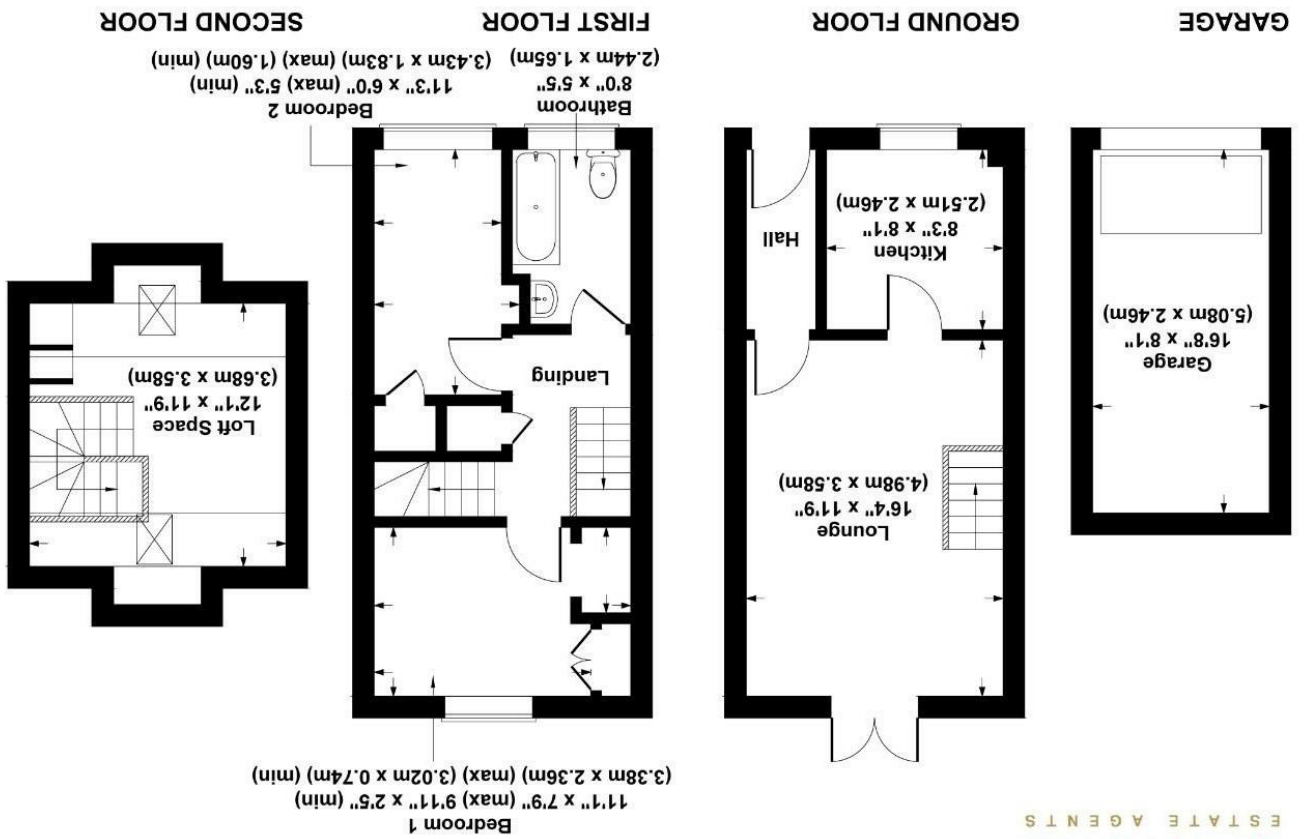 ESTATE AGENTS
Bedroom 1
11'1" x 7'9" (max) 9'11" x 2'5" (min)
(3.38m x 2.36m) (max) (3.02m x 0.74m) (min)
Garage
16'8" x 8'1"
(5.08m x 2.46m)
Lounge
16'4" x 11'9"
(4.98m x 3.58m)
Kitchen
8'3" x 8'1"
(2.51m x 2.46m)
Hall
Landing
Loft Space
12'1" x 11'9"
(3.68m x 3.58m)
Bathroom
8'0" x 5'5"
(2.44m x 1.65m)
Bedroom 2
11'3" x 6'0" (max) 5'3" (min)
(3.43m x 1.83m) (max) (1.60m) (min)
GARAGE
GROUND FLOOR
FIRST FLOOR
SECOND FLOOR